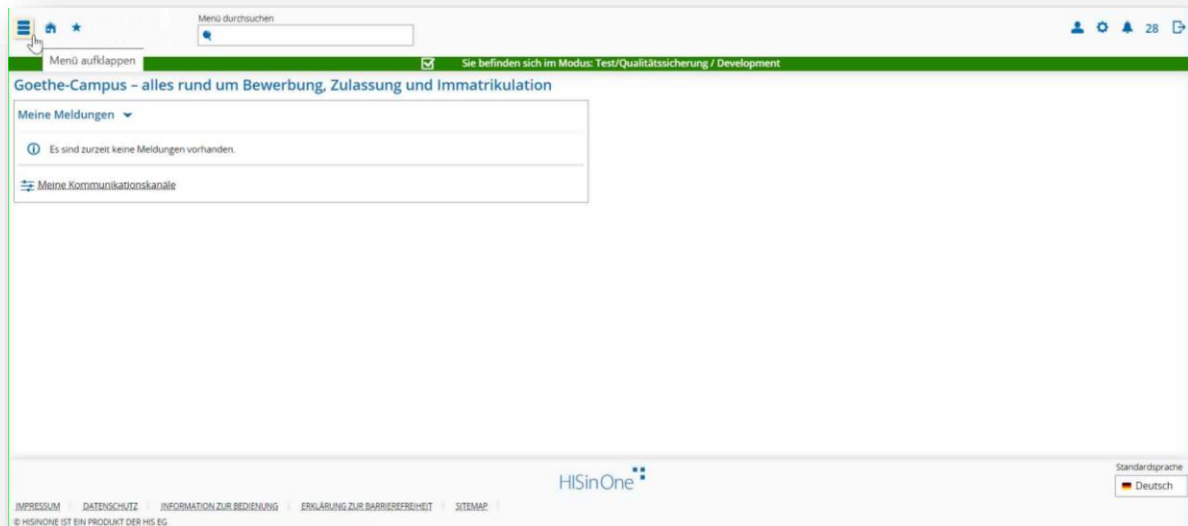 Menü durchsuchen
28
Menü aufklappen
Sie befinden sich im Modus: Test/Qualitätssicherung / Development
Goethe-Campus – alles rund um Bewerbung, Zulassung und Immatrikulation
Meine Meldungen
Es sind zurzeit keine Meldungen vorhanden.
Meine Kommunikationskanäle
HISinOne
Standardsprache
Deutsch
IMPRESSUM DATENSCHUTZ INFORMATION ZUR BEDIENUNG ERKLÄRUNG ZUR BARRIEREFREIHEIT SITEMAP
© HISINONE IST EIN PRODUKT DER HIS EG